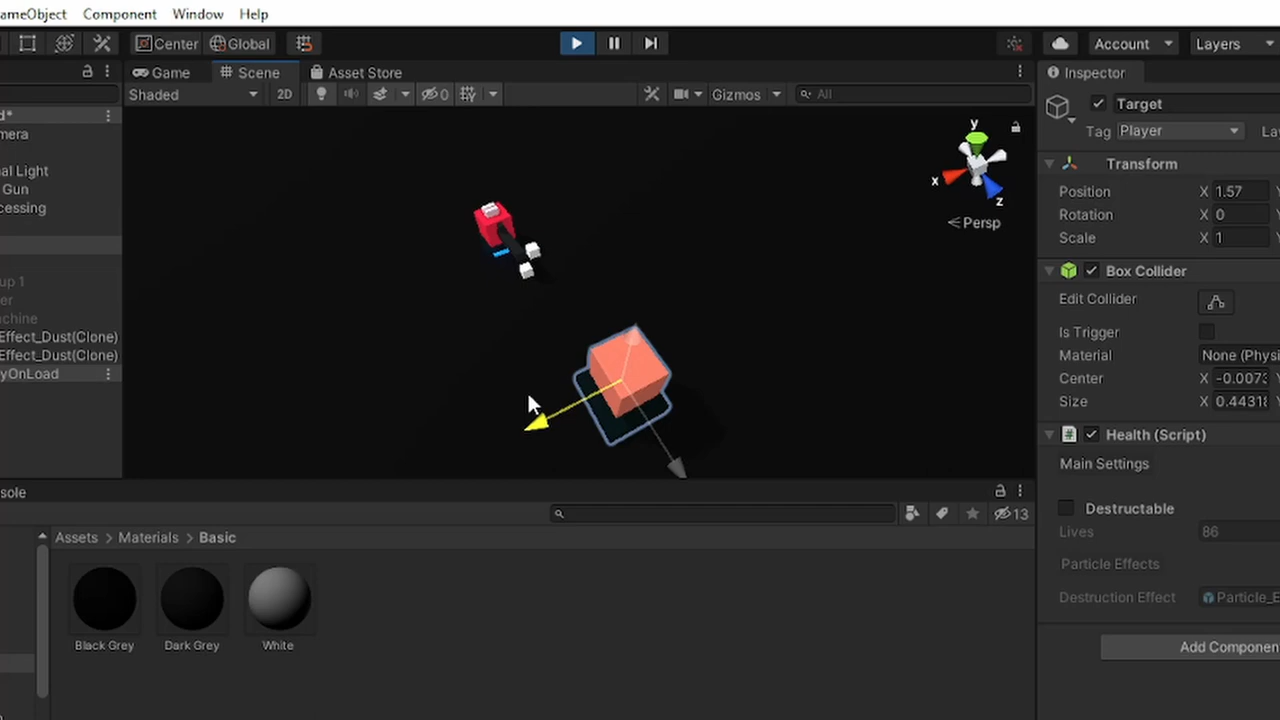 ameObject Component Window Help
Center Global Account Layers
Game Scene Asset Store Inspector
Shaded 2D 0 Gizmos All
Target
Tag Player La
Transform
Position X 1.57
Rotation X 0
Scale X 1
Box Collider
Edit Collider
Is Trigger
Material None (Physi
Center X -0.0073
Size X 0.44318
Health (Script)
Main Settings
Destructable
Lives 86
Particle Effects
Destruction Effect Particle_E
Add Componen
d*
mera
al Light
Gun
cessing
up 1
er
achine
Effect_Dust(Clone)
Effect_Dust(Clone)
yOnLoad
y
x
z
Persp
sole
13
Assets > Materials > Basic
Black Grey Dark Grey White